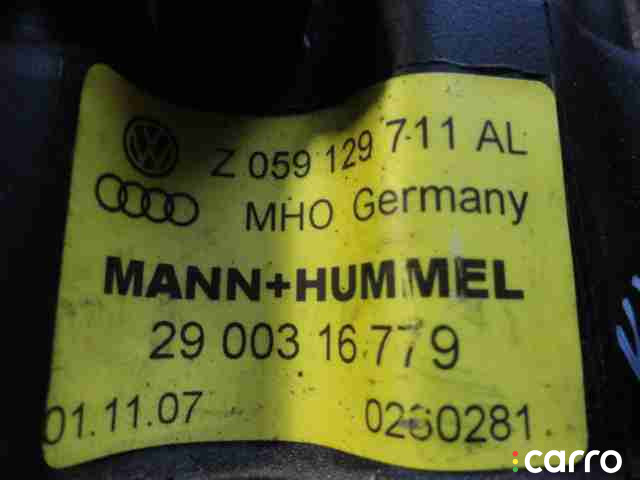 Z 059 129 711 AL
MHO Germany
MANN+HUMMEL
29 003 16 779
01.11.07 0260281
:carro